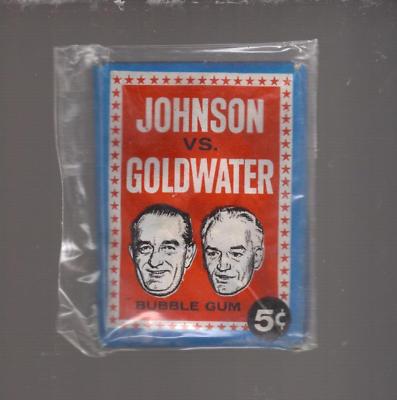 JOHNSON
VS.
GOLDWATER
BUBBLE GUM
5¢